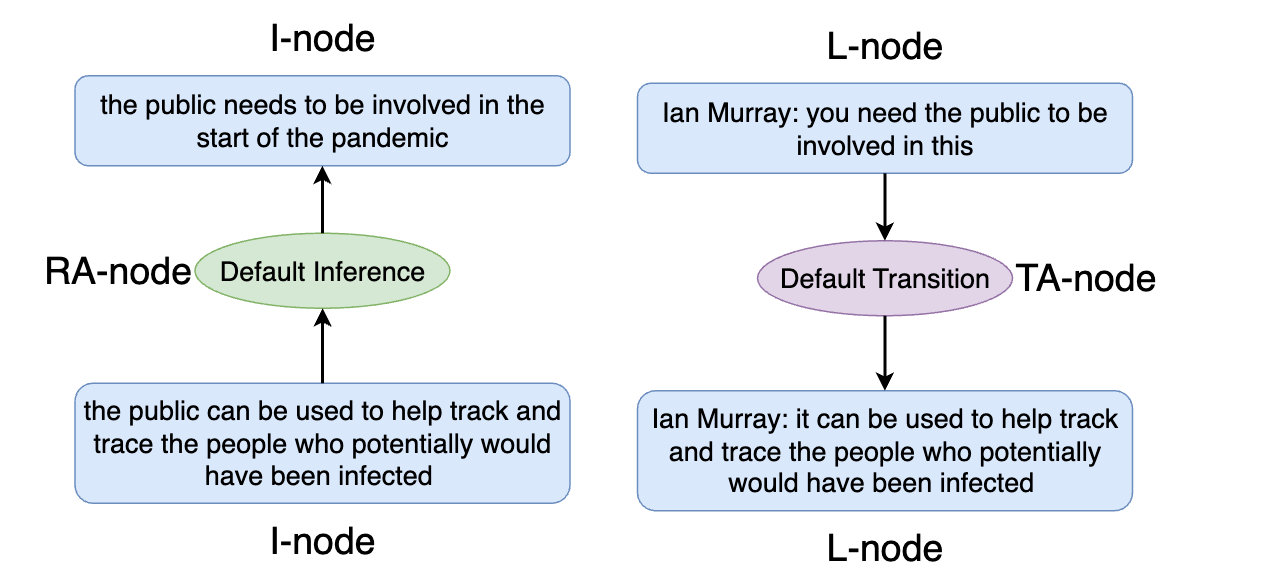 I-node
the public needs to be involved in the
start of the pandemic
RA-node
Default Inference
the public can be used to help track and
trace the people who potentially would
have been infected
I-node
L-node
Ian Murray: you need the public to be
involved in this
Default Transition
TA-node
Ian Murray: it can be used to help track
and trace the people who potentially
would have been infected
L-node